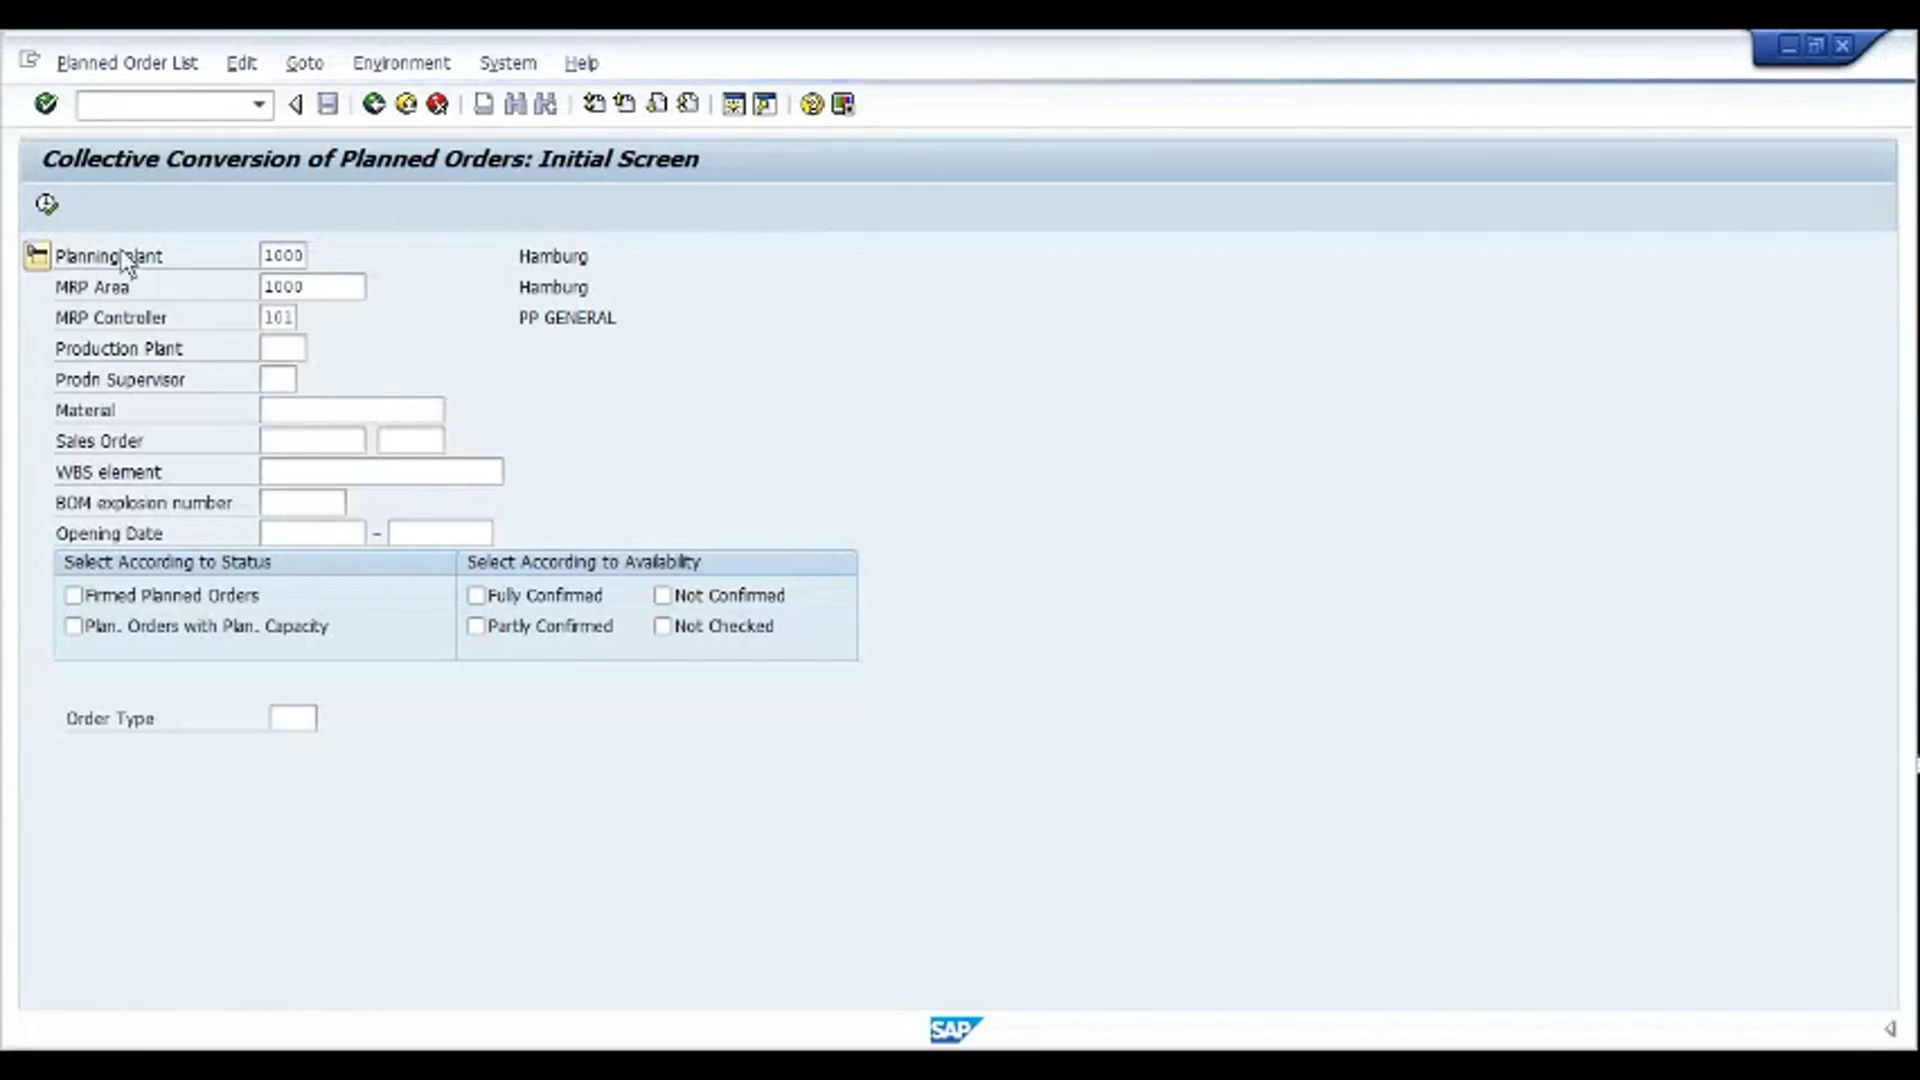 Planned Order List Edit Goto Environment System Help
Collective Conversion of Planned Orders: Initial Screen
Planning plant 1000 Hamburg
MRP Area 1000 Hamburg
MRP Controller 101 PP GENERAL
Production Plant
Prodn Supervisor
Material
Sales Order
WBS element
BOM explosion number
Opening Date -
Select According to Status Select According to Availability
Firmed Planned Orders Fully Confirmed Not Confirmed
Plan. Orders with Plan. Capacity Partly Confirmed Not Checked
Order Type
SAP